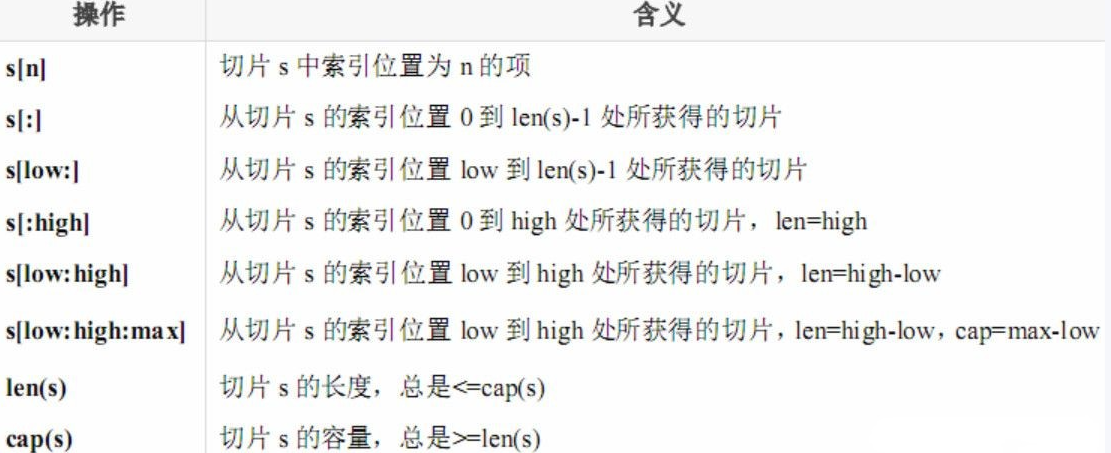 操作 含义
s[n] 切片 s 中索引位置为 n 的项
s[:] 从切片 s 的索引位置 0 到 len(s)-1 处所获得的切片
s[low:] 从切片 s 的索引位置 low 到 len(s)-1 处所获得的切片
s[:high] 从切片 s 的索引位置 0 到 high 处所获得的切片，len=high
s[low:high] 从切片 s 的索引位置 low 到 high 处所获得的切片，len=high-low
s[low:high:max] 从切片 s 的索引位置 low 到 high 处所获得的切片，len=high-low，cap=max-low
len(s) 切片 s 的长度，总是<=cap(s)
cap(s) 切片 s 的容量，总是>=len(s)